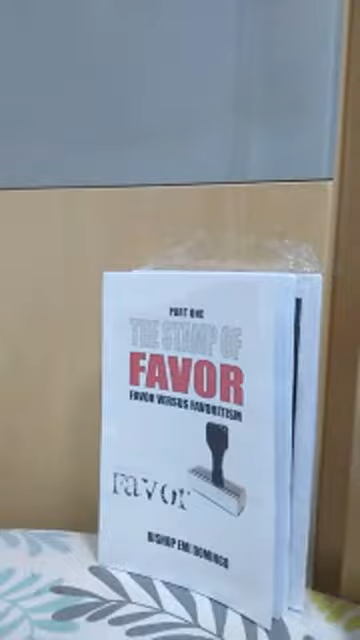 PART ONE
THE STAMP OF
FAVOR
FAVOR VERSUS FAVORITISM
Favor
BISHOP EMI DOMINGO